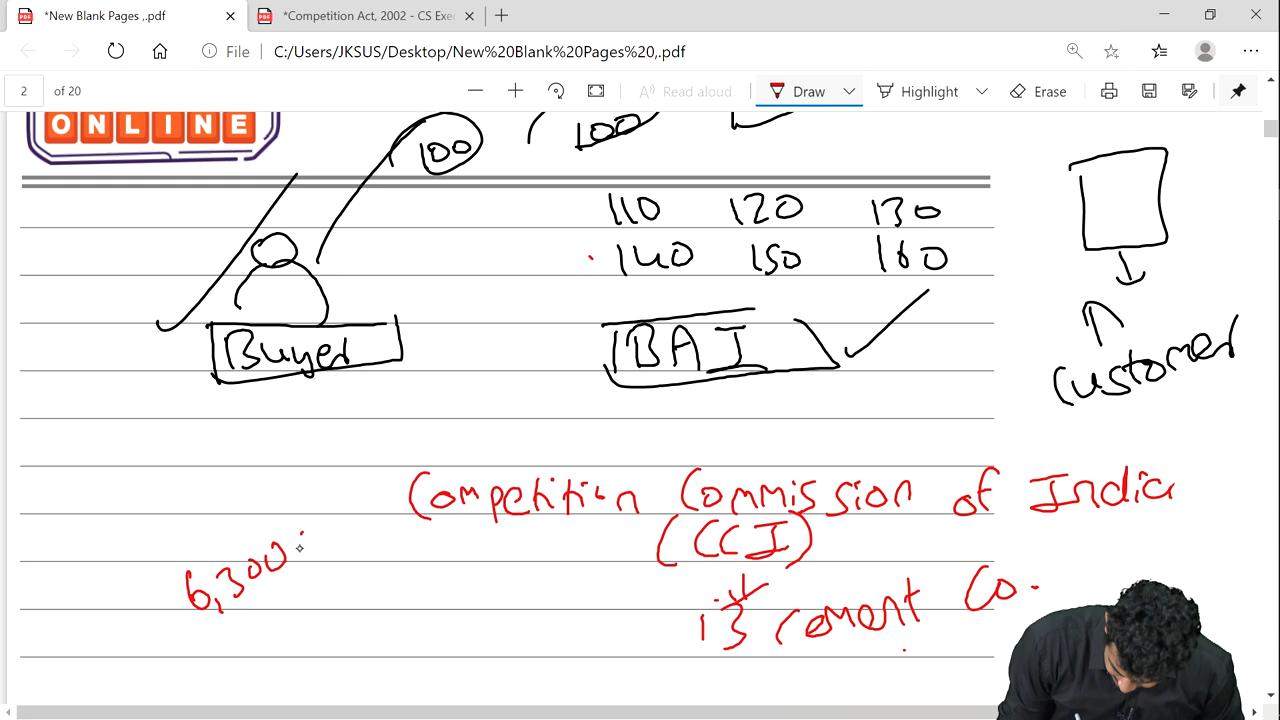 *New Blank Pages ,.pdf
*Competition Act, 2002 - CS Exec
File
C:/Users/JKSUS/Desktop/New%20Blank%20Pages%20,.pdf
2 of 20
Read aloud
Draw
Highlight
Erase
ONLINE
100
100
110 120 130
140 150 160
Buyer
BAI
customer
Competition Commission of India
(CCI)
6,300
13 cement Co.